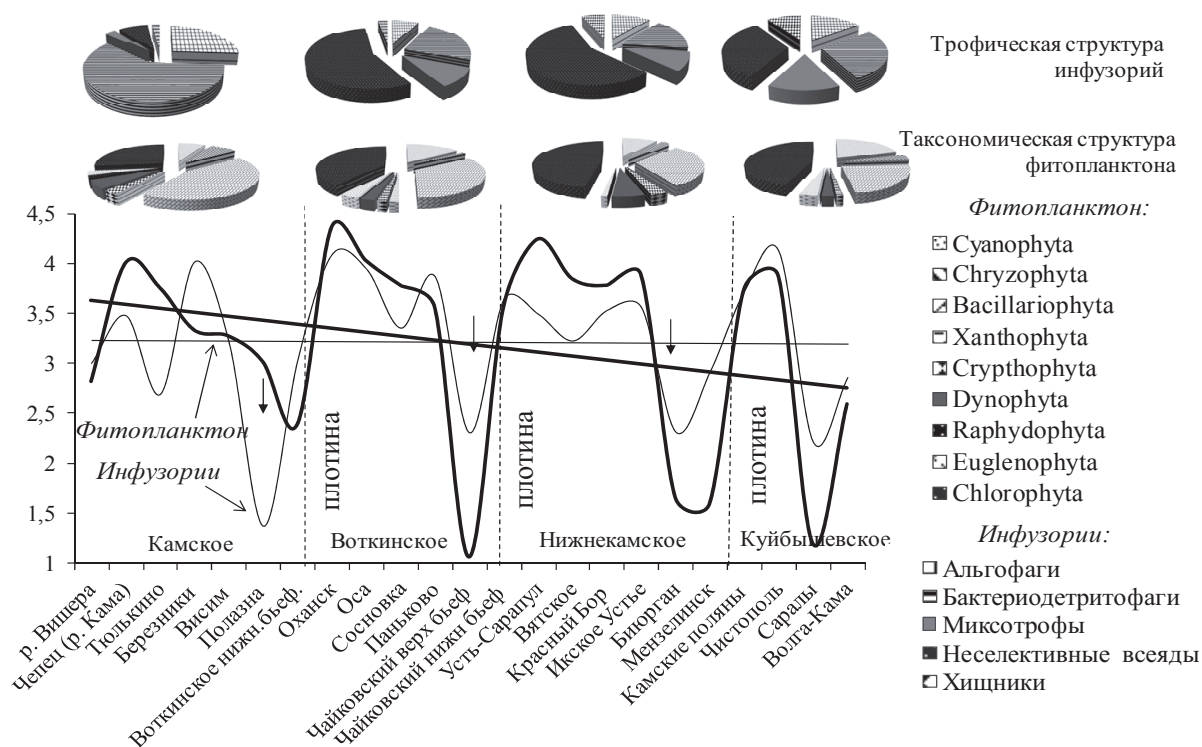 Трофическая структура
инфузорий
Таксономическая структура
фитопланктона
Фитопланктон:
Cyanophyta
Chryzophyta
Bacillariophyta
Xanthophyta
Crypthophyta
Dynophyta
Raphydophyta
Euglenophyta
Chlorophyta
Инфузории:
Альгофаги
Бактериодетритофаги
Миксотрофы
Неселективные всеяды
Хищники
4,5
4
3,5
3
2,5
2
1,5
1
Фитопланктон
Инфузории
плотина
плотина
плотина
Камское
Воткинское
Нижнекамское
Куйбышевское
р. Вишера
Чепец (р. Кама)
Тюлькино
Березники
Висим
Полазна
Воткинское нижн.бьеф.
Оханск
Оса
Сосновка
Паньково
Чайковский верх бьеф
Чайковский нижн бьеф
Усть-Сарапул
Вятское
Красный Бор
Икское Устье
Биюрган
Мензелинск
Камские поляны
Чистополь
Саралы
Волга-Кама